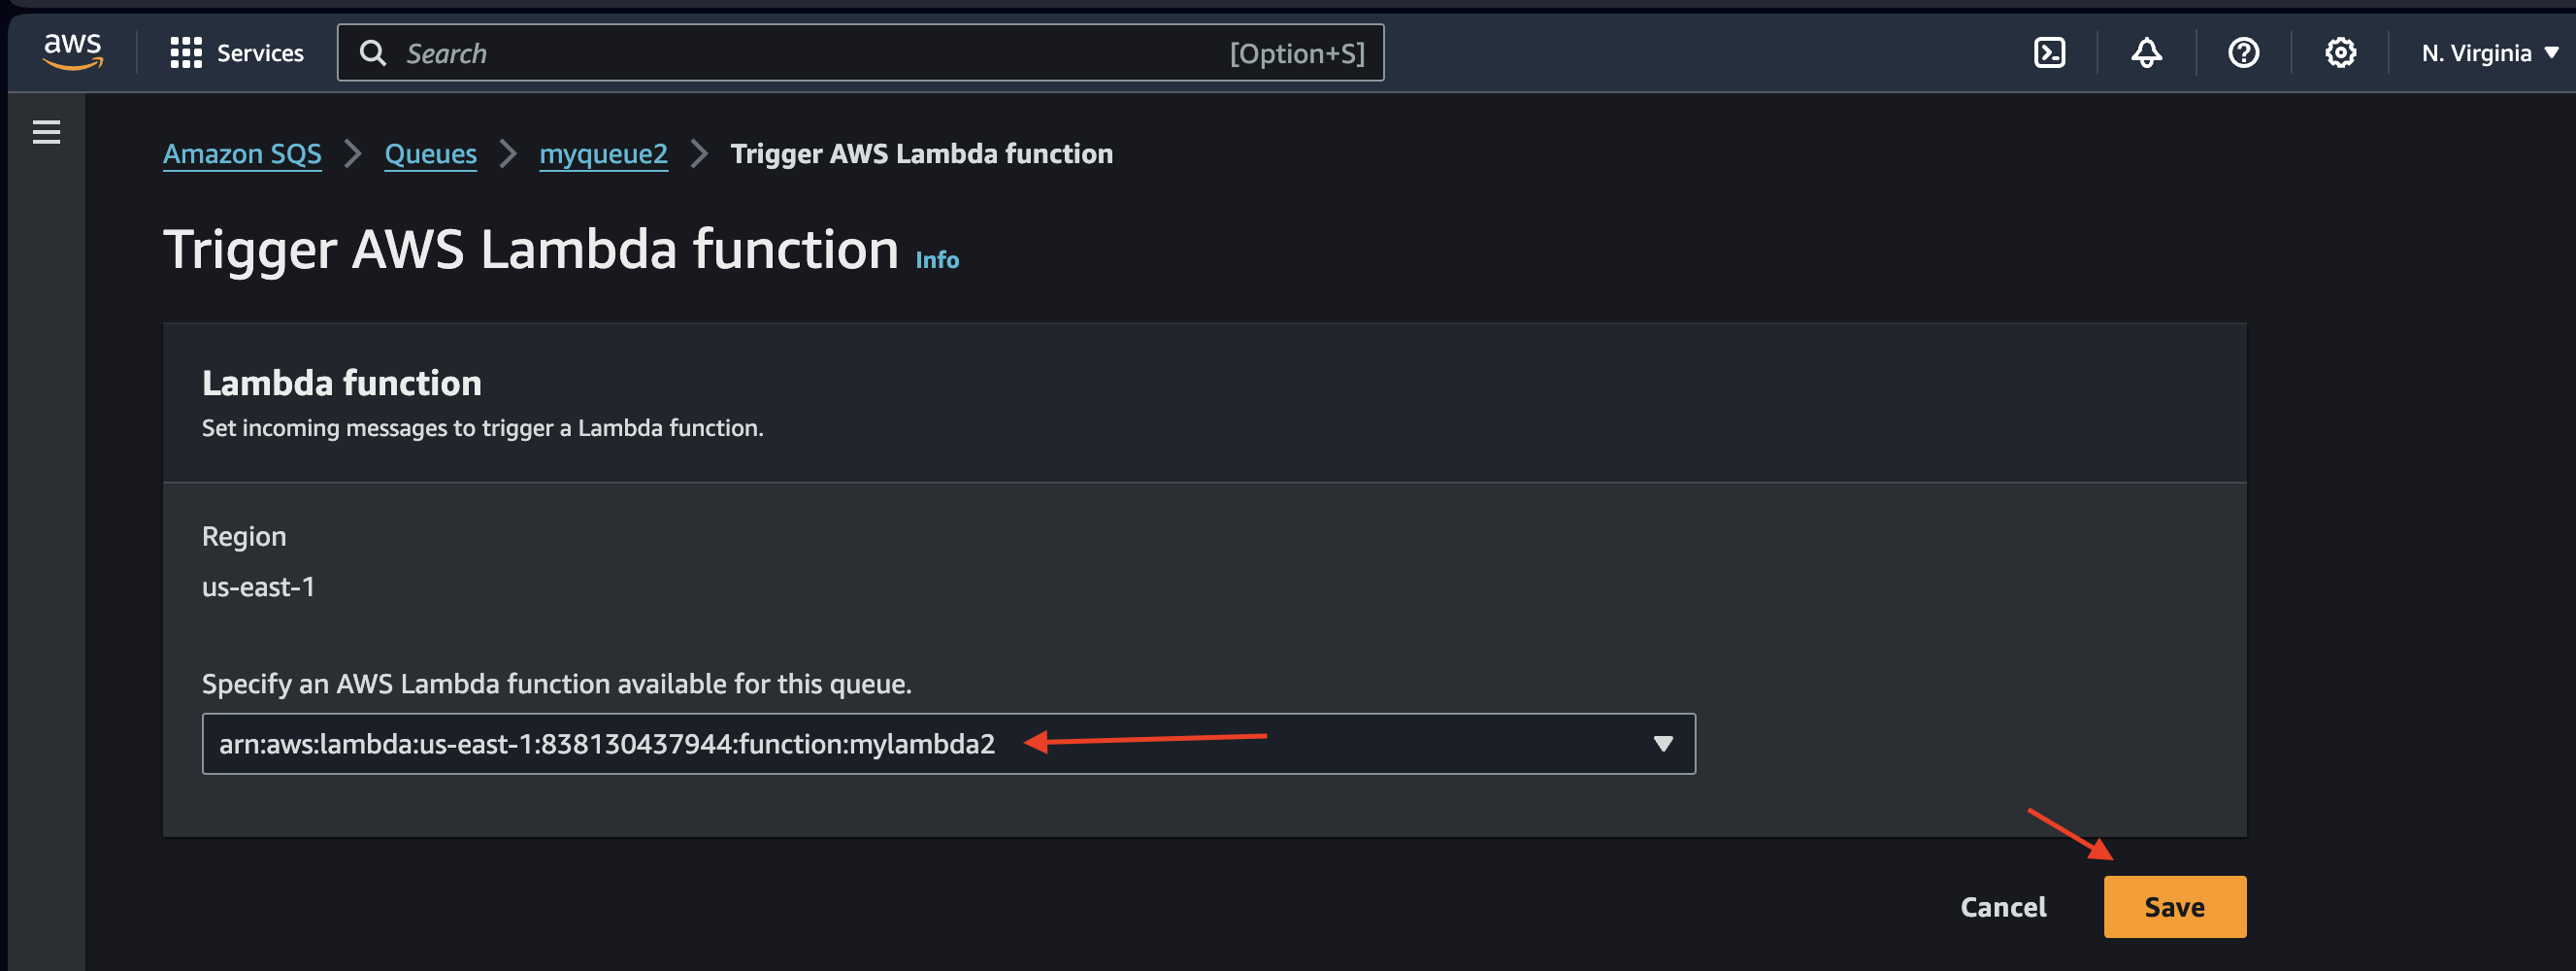 aws
Services
Search [Option+S]
N. Virginia
Amazon SQS > Queues > myqueue2 > Trigger AWS Lambda function
Trigger AWS Lambda function Info
Lambda function
Set incoming messages to trigger a Lambda function.
Region
us-east-1
Specify an AWS Lambda function available for this queue.
arn:aws:lambda:us-east-1:838130437944:function:mylambda2
Cancel
Save